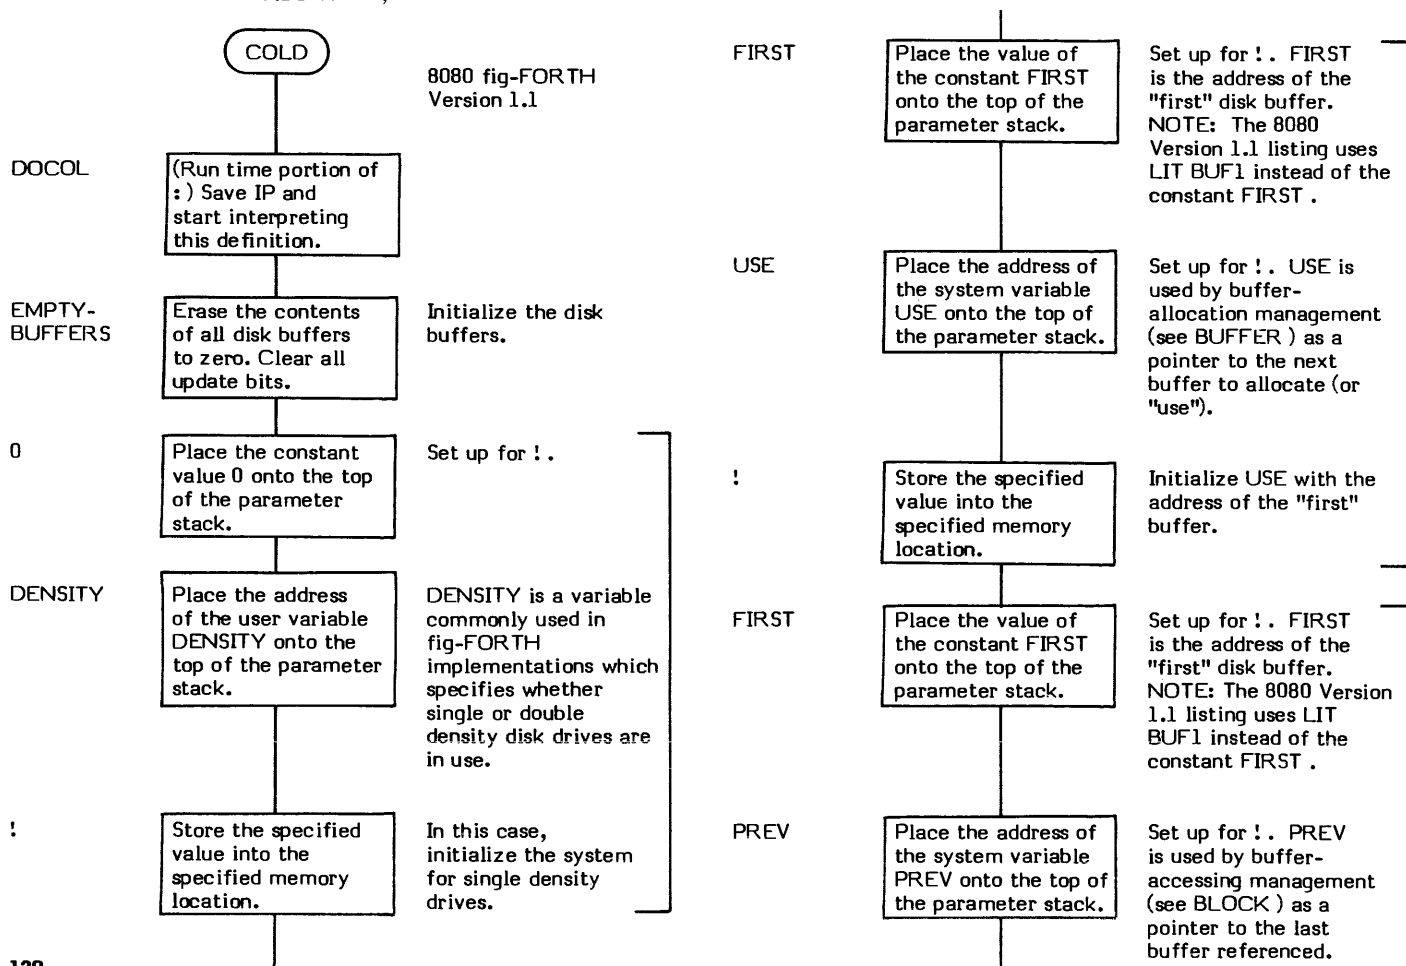 COLD
8080 fig-FORTH
Version 1.1
DOCOL
(Run time portion of
: ) Save IP and
start interpreting
this definition.
EMPTY-
BUFFERS
Erase the contents
of all disk buffers
to zero. Clear all
update bits.
Initialize the disk
buffers.
0
Place the constant
value 0 onto the top
of the parameter
stack.
Set up for ! .
DENSITY
Place the address
of the user variable
DENSITY onto the
top of the parameter
stack.
DENSITY is a variable
commonly used in
fig-FORTH
implementations which
specifies whether
single or double
density disk drives are
in use.
!
Store the specified
value into the
specified memory
location.
In this case,
initialize the system
for single density
drives.
FIRST
Place the value of
the constant FIRST
onto the top of the
parameter stack.
Set up for ! . FIRST
is the address of the
"first" disk buffer.
NOTE: The 8080
Version 1.1 listing uses
LIT BUF1 instead of the
constant FIRST .
USE
Place the address of
the system variable
USE onto the top of
the parameter stack.
Set up for ! . USE is
used by buffer-
allocation management
(see BUFFER ) as a
pointer to the next
buffer to allocate (or
"use").
!
Store the specified
value into the
specified memory
location.
Initialize USE with the
address of the "first"
buffer.
FIRST
Place the value of
the constant FIRST
onto the top of the
parameter stack.
Set up for ! . FIRST
is the address of the
"first" disk buffer.
NOTE: The 8080 Version
1.1 listing uses LIT
BUF1 instead of the
constant FIRST .
PREV
Place the address of
the system variable
PREV onto the top of
the parameter stack.
Set up for ! . PREV
is used by buffer-
accessing management
(see BLOCK ) as a
pointer to the last
buffer referenced.